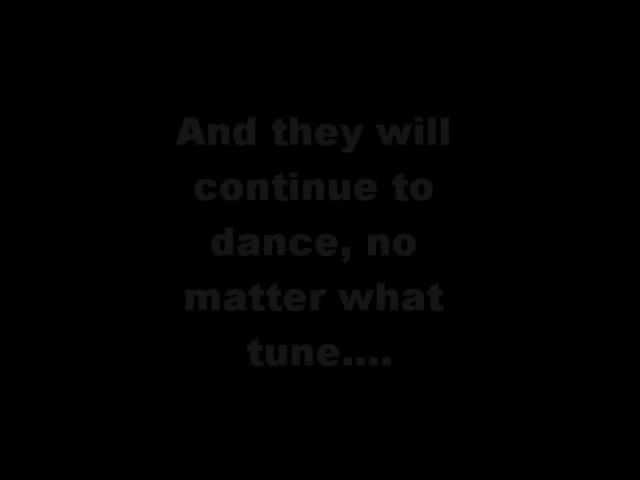 And they will
continue to
dance, no
matter what
tune....